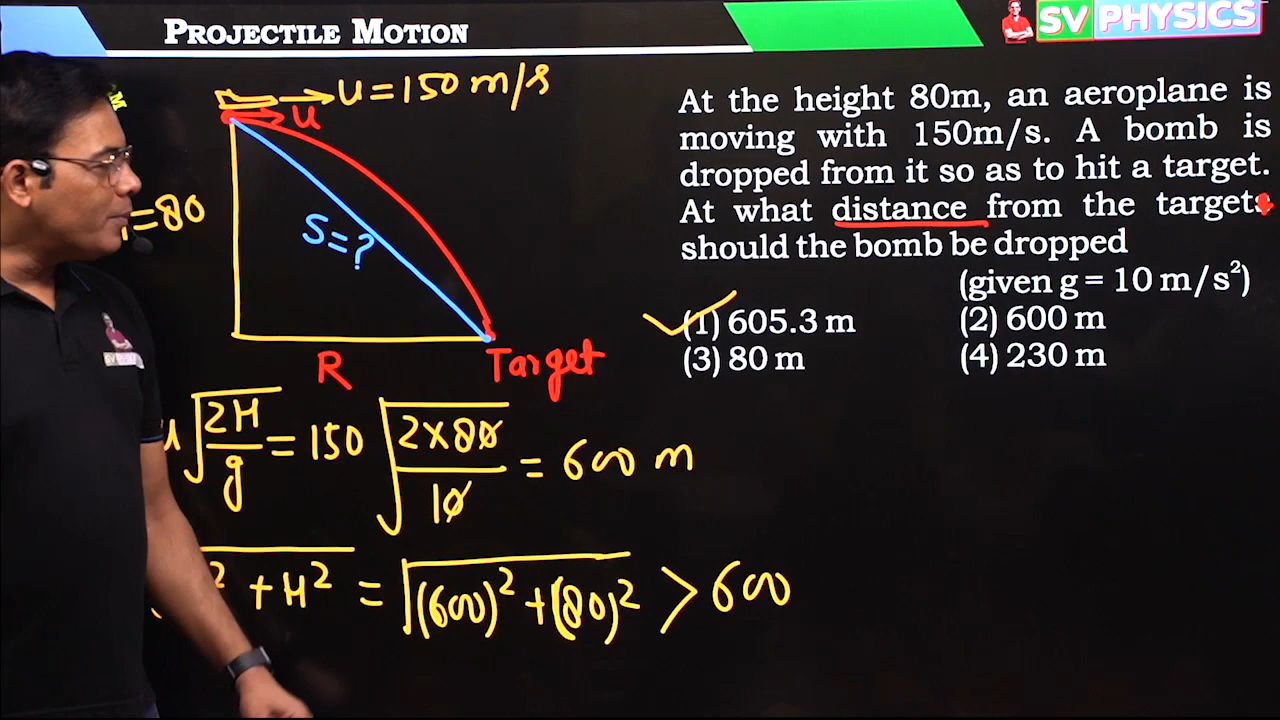 PROJECTILE MOTION
SV PHYSICS
u = 150 m/s
u
= 80
S = ?
R
Target
At the height 80m, an aeroplane is
moving with 150m/s. A bomb is
dropped from it so as to hit a target.
At what distance from the targets
should the bomb be dropped
(given g = 10 m/s²)
(1) 605.3 m (2) 600 m
(3) 80 m (4) 230 m
u√(2H/g) = 150 √(2×80/10) = 600 m
² + H² = √((600)² + (80)²) > 600